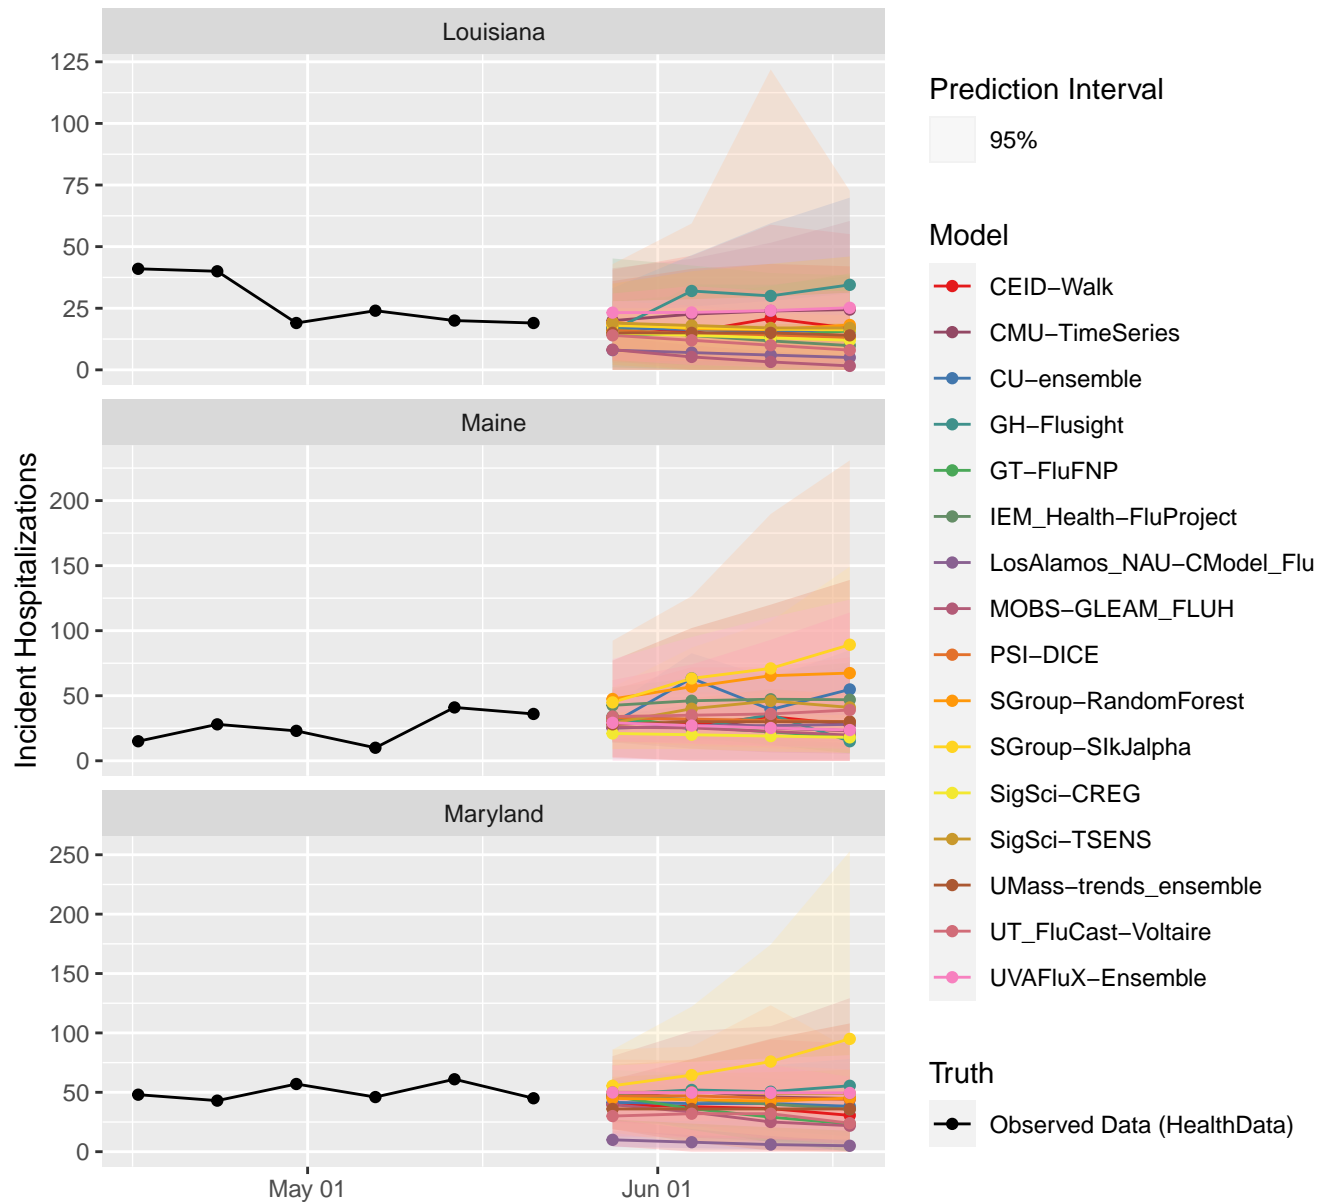 Louisiana
125
100
75
50
25
0
Maine
200
150
100
50
0
Maryland
250
200
150
100
50
0
May 01
Jun 01
Incident Hospitalizations
Prediction Interval
95%
Model
CEID−Walk
CMU−TimeSeries
CU−ensemble
GH−Flusight
GT−FluFNP
IEM_Health−FluProject
LosAlamos_NAU−CModel_Flu
MOBS−GLEAM_FLUH
PSI−DICE
SGroup−RandomForest
SGroup−SIkJalpha
SigSci−CREG
SigSci−TSENS
UMass−trends_ensemble
UT_FluCast−Voltaire
UVAFluX−Ensemble
Truth
Observed Data (HealthData)